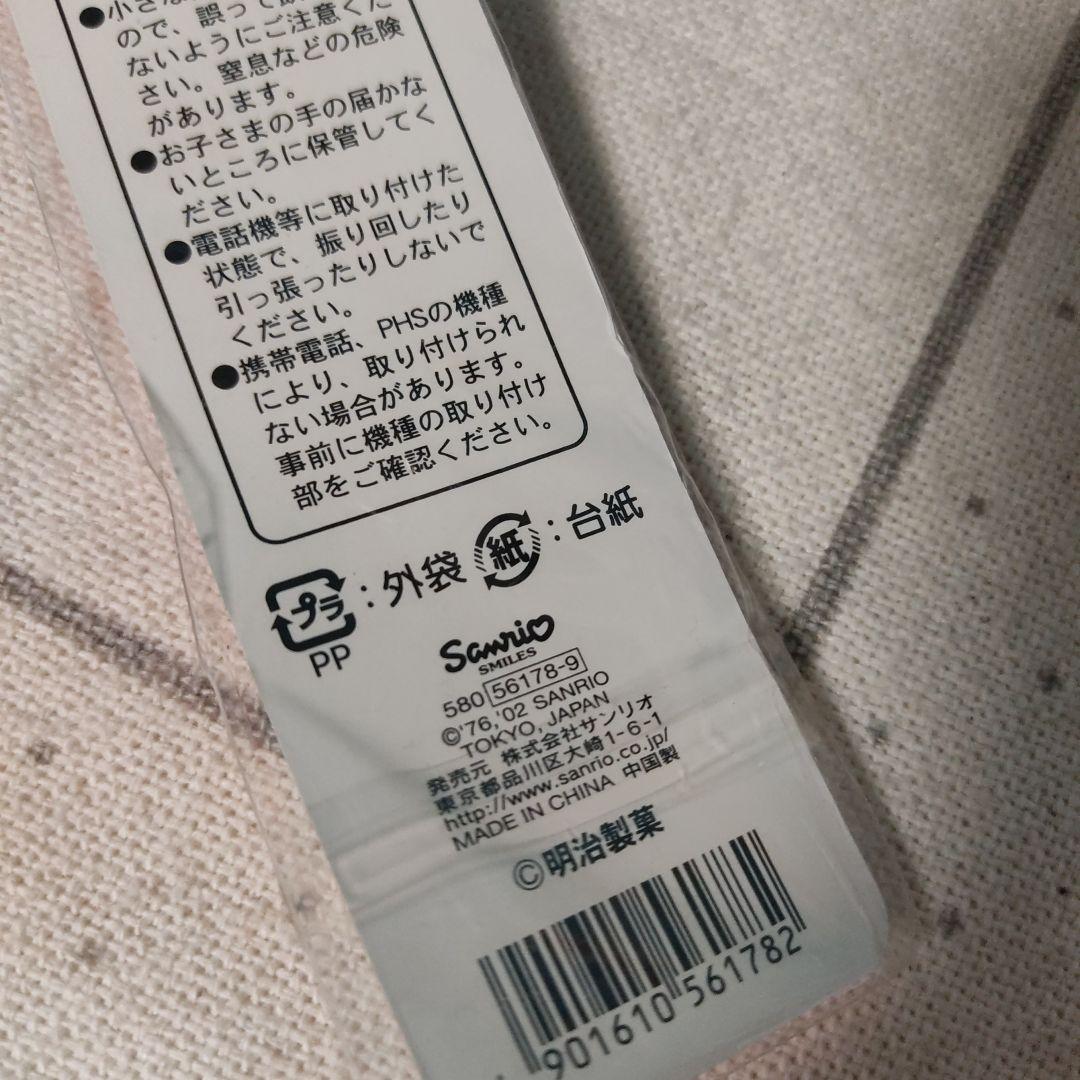 ●小さな
ので、誤って
ないようにご注意くだ
さい。窒息などの危険
があります。
●お子さまの手の届かな
いところに保管してく
ださい。
●電話機等に取り付けた
状態で、振り回したり
引っ張ったりしないで
ください。
●携帯電話、PHSの機種
により、取り付けられ
ない場合があります。
事前に機種の取り付け
部をご確認ください。
プラ : 外袋 紙 : 台紙
PP
Sanrio
SMILES
580 56178-9
©'76,'02 SANRIO
TOKYO, JAPAN
発売元 株式会社サンリオ
東京都品川区大崎1-6-1
http://www.sanrio.co.jp/
MADE IN CHINA 中国製
©明治製菓
901610 561782